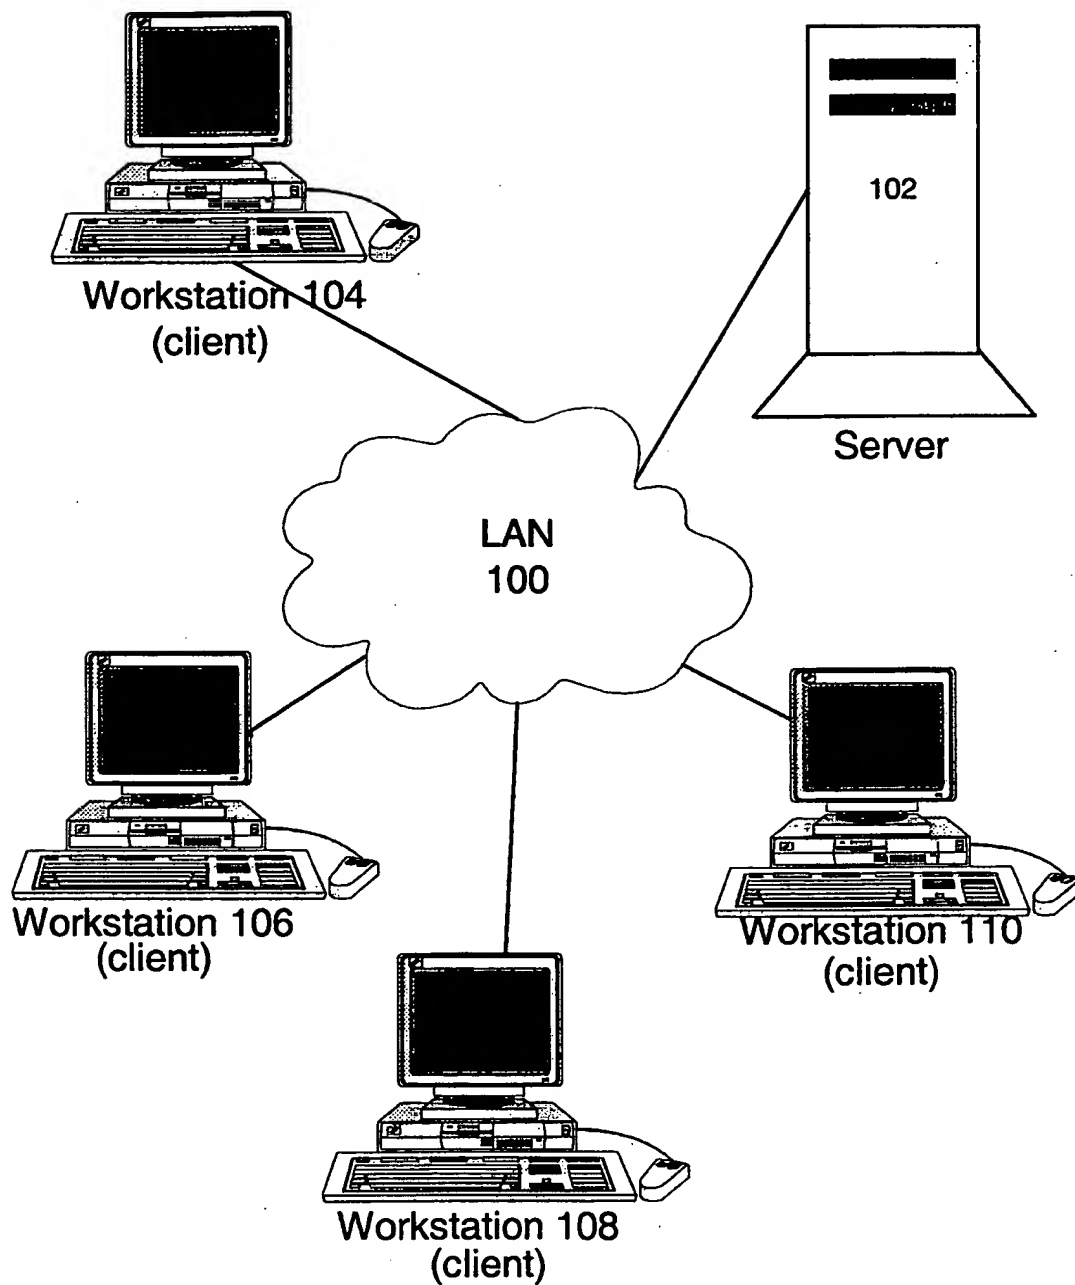 Workstation 104
(client)
102
Server
LAN
100
Workstation 106
(client)
Workstation 110
(client)
Workstation 108
(client)